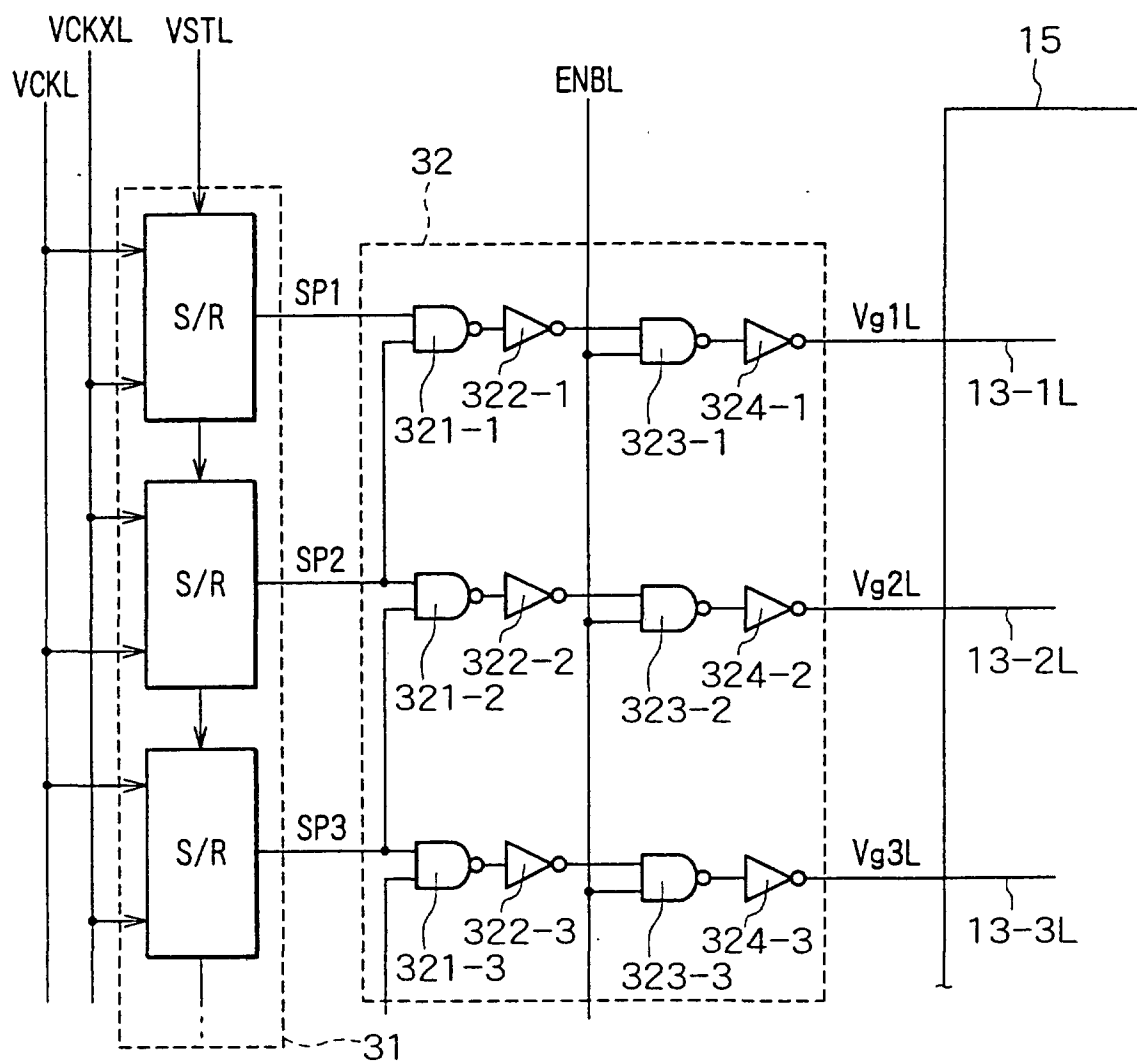 VCKXL
VSTL
VCKL
ENBL
15
32
S/R
SP1
Vg1L
322-1
324-1
13-1L
321-1
323-1
S/R
SP2
Vg2L
322-2
324-2
13-2L
321-2
323-2
S/R
SP3
Vg3L
322-3
324-3
13-3L
321-3
323-3
31